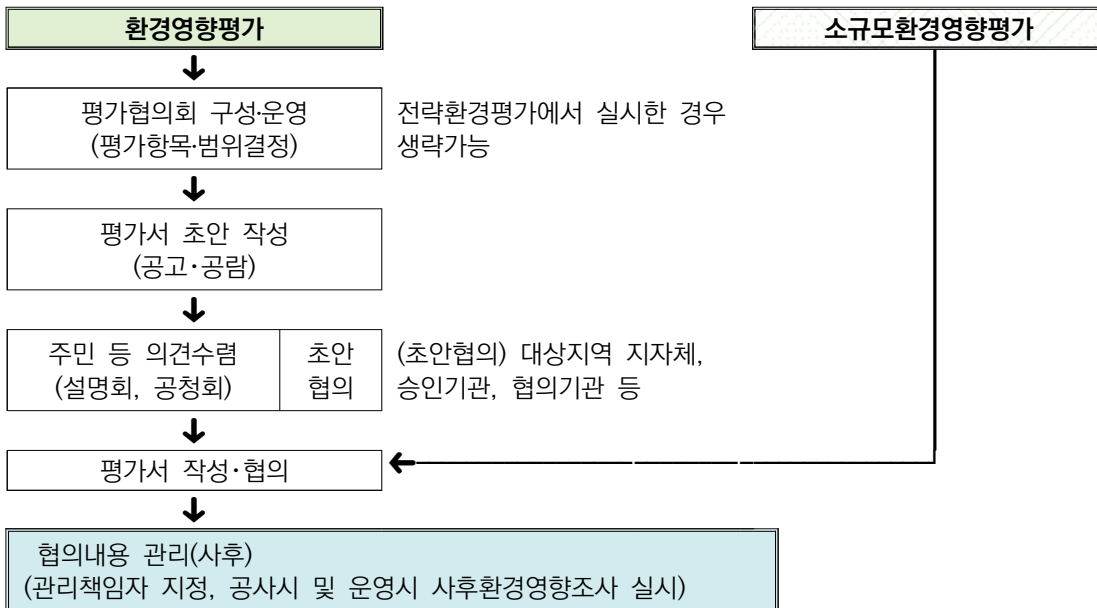 환경영향평가
소규모환경영향평가
평가협의회 구성·운영
(평가항목·범위결정)
전략환경평가에서 실시한 경우
생략가능
평가서 초안 작성
(공고·공람)
주민 등 의견수렴
(설명회, 공청회)
초안
협의
(초안협의) 대상지역 지자체,
승인기관, 협의기관 등
평가서 작성·협의
협의내용 관리(사후)
(관리책임자 지정, 공사시 및 운영시 사후환경영향조사 실시)